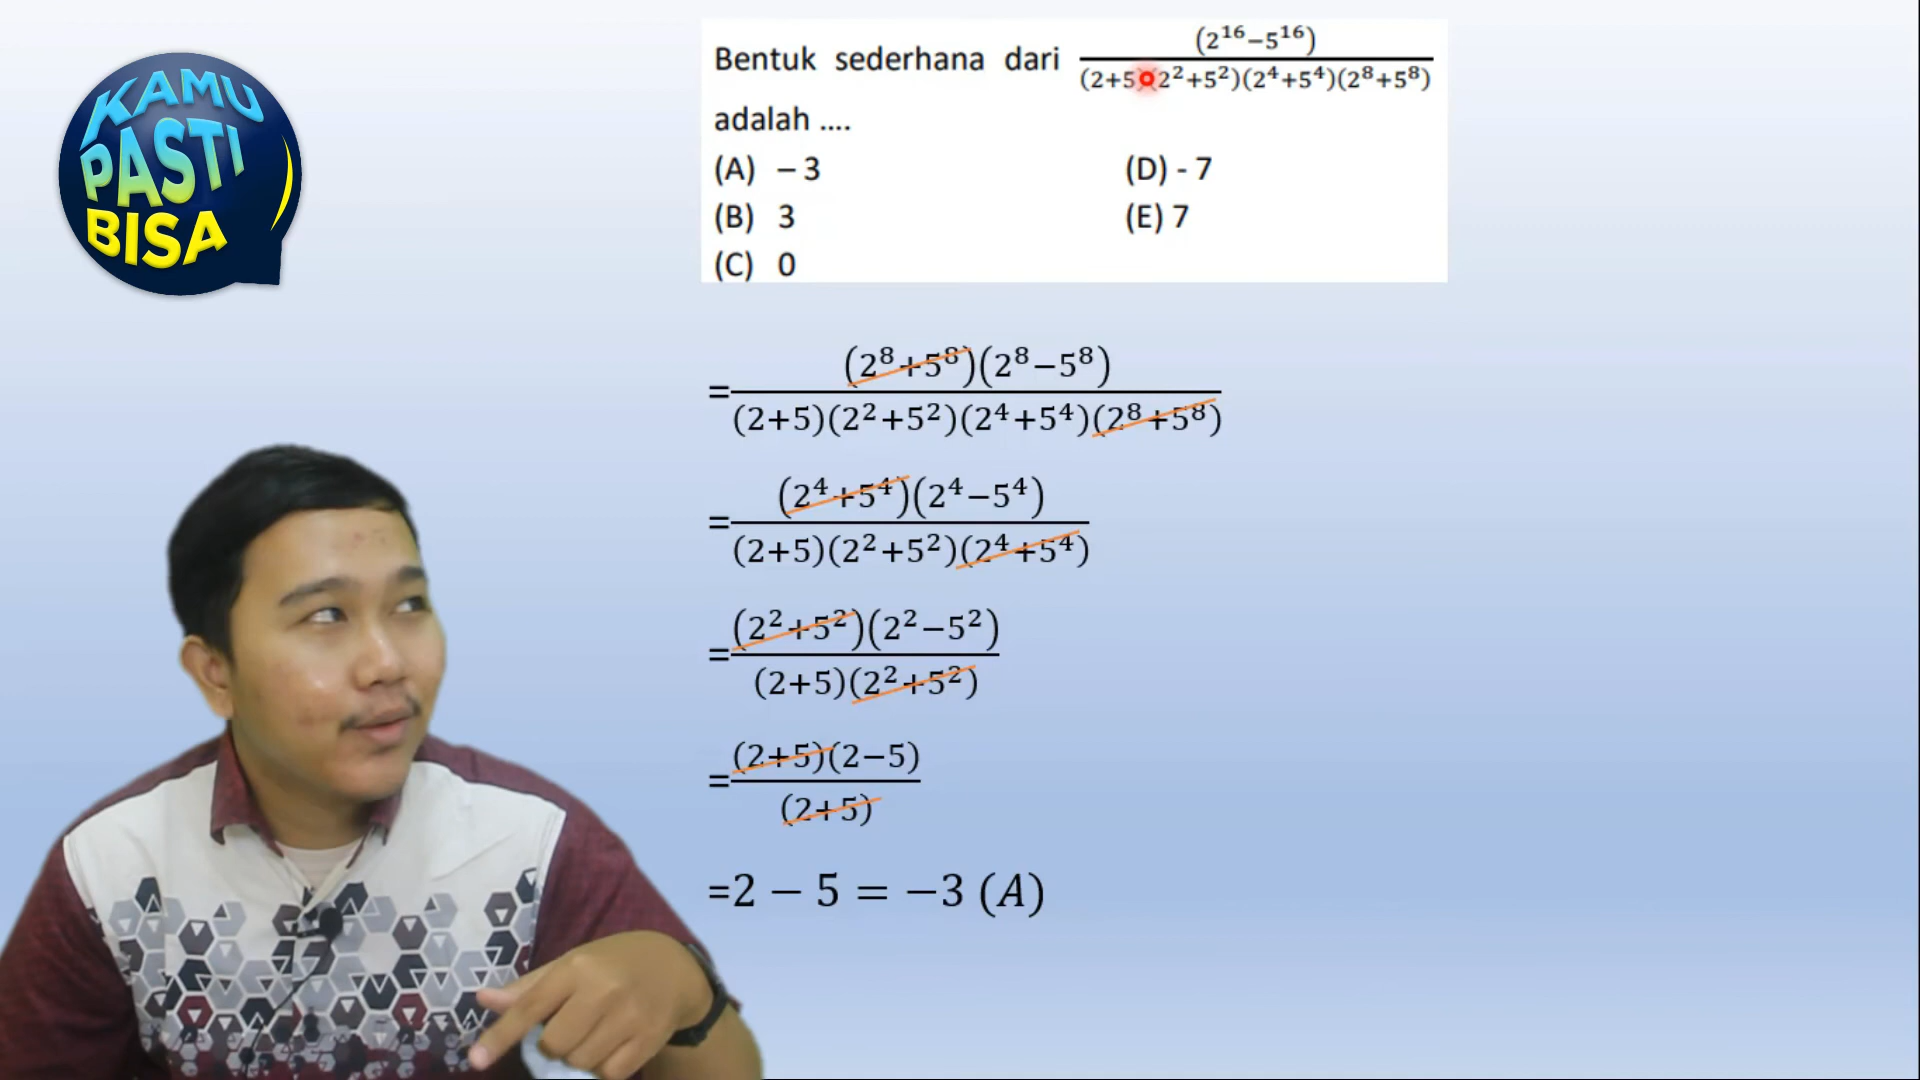 KAMU
PASTI
BISA
Bentuk sederhana dari (2¹⁶−5¹⁶) / (2+5)(2²+5²)(2⁴+5⁴)(2⁸+5⁸)
adalah ....
(A) – 3 (D) - 7
(B) 3 (E) 7
(C) 0
= (2⁸+5⁸)(2⁸−5⁸) / (2+5)(2²+5²)(2⁴+5⁴)(2⁸+5⁸)
= (2⁴+5⁴)(2⁴−5⁴) / (2+5)(2²+5²)(2⁴+5⁴)
= (2²+5²)(2²−5²) / (2+5)(2²+5²)
= (2+5)(2−5) / (2+5)
=2 − 5 = −3 (A)